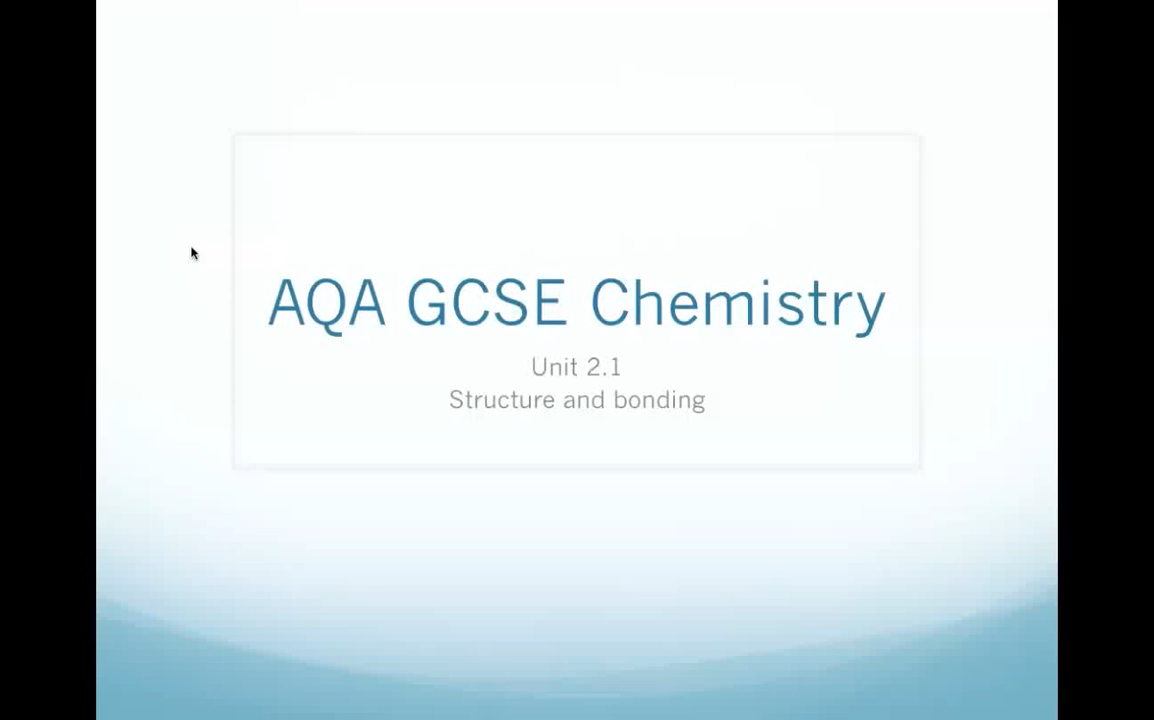 AQA GCSE Chemistry
Unit 2.1
Structure and bonding